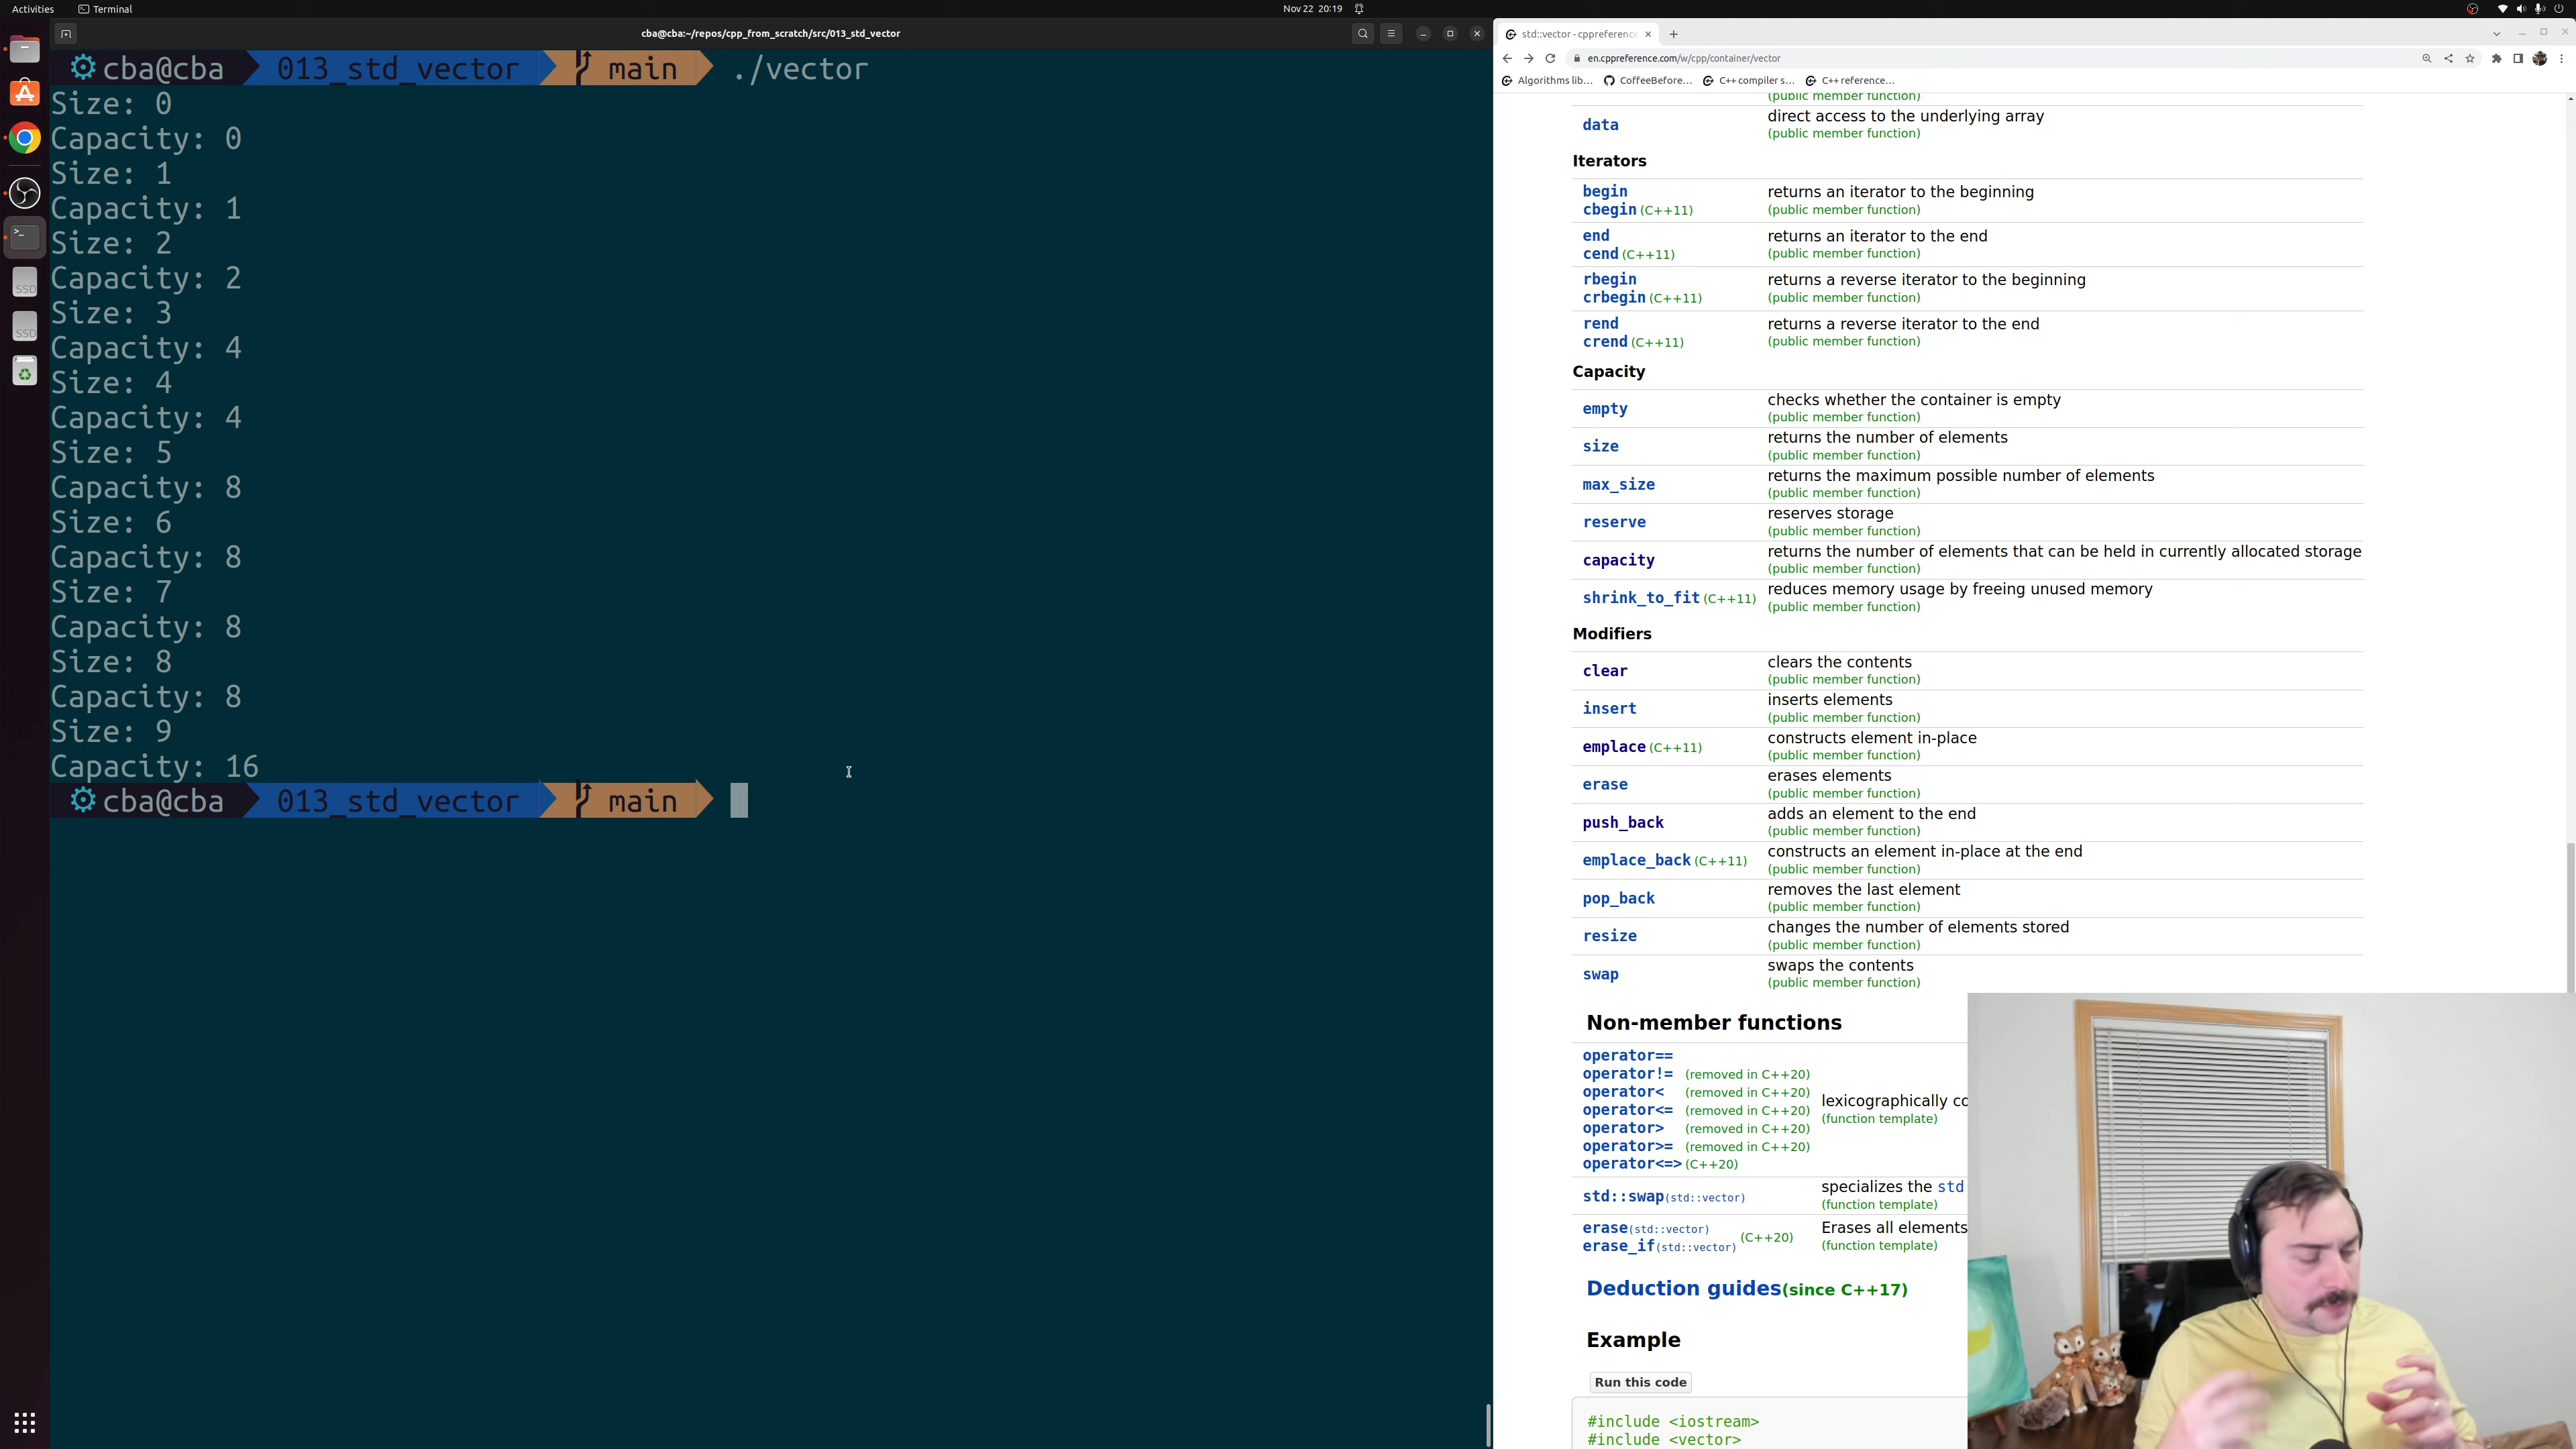 Activities
Terminal
Nov 22 20:19
cba@cba:~/repos/cpp_from_scratch/src/013_std_vector
cba@cba 013_std_vector main ./vector
Size: 0
Capacity: 0
Size: 1
Capacity: 1
Size: 2
Capacity: 2
Size: 3
Capacity: 4
Size: 4
Capacity: 4
Size: 5
Capacity: 8
Size: 6
Capacity: 8
Size: 7
Capacity: 8
Size: 8
Capacity: 8
Size: 9
Capacity: 16
cba@cba 013_std_vector main
SSD
SSD
std::vector - cppreference
en.cppreference.com/w/cpp/container/vector
Algorithms lib… CoffeeBefore… C++ compiler s… C++ reference…
(public member function)
data direct access to the underlying array
(public member function)
Iterators
begin returns an iterator to the beginning
cbegin (C++11) (public member function)
end returns an iterator to the end
cend (C++11) (public member function)
rbegin returns a reverse iterator to the beginning
crbegin (C++11) (public member function)
rend returns a reverse iterator to the end
crend (C++11) (public member function)
Capacity
empty checks whether the container is empty
(public member function)
size returns the number of elements
(public member function)
max_size returns the maximum possible number of elements
(public member function)
reserve reserves storage
(public member function)
capacity returns the number of elements that can be held in currently allocated storage
(public member function)
shrink_to_fit (C++11) reduces memory usage by freeing unused memory
(public member function)
Modifiers
clear clears the contents
(public member function)
insert inserts elements
(public member function)
emplace (C++11) constructs element in-place
(public member function)
erase erases elements
(public member function)
push_back adds an element to the end
(public member function)
emplace_back (C++11) constructs an element in-place at the end
(public member function)
pop_back removes the last element
(public member function)
resize changes the number of elements stored
(public member function)
swap swaps the contents
(public member function)
Non-member functions
operator==
operator!= (removed in C++20)
operator< (removed in C++20)
operator<= (removed in C++20)
operator> (removed in C++20)
operator>= (removed in C++20)
operator<=> (C++20)
lexicographically co
(function template)
std::swap(std::vector) specializes the std
(function template)
erase(std::vector)
erase_if(std::vector) (C++20)
Erases all elements
(function template)
Deduction guides(since C++17)
Example
Run this code
#include <iostream>
#include <vector>